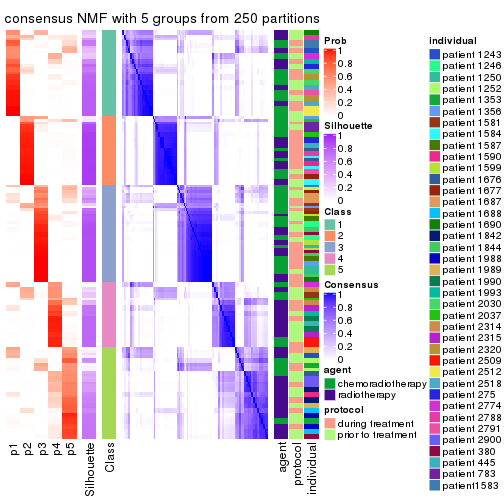 consensus NMF with 5 groups from 250 partitions
Prob
1
0.8
0.6
0.4
0.2
0
Silhouette
1
0.8
0.6
0.4
0.2
0
Class
1
2
3
4
5
Consensus
1
0.8
0.6
0.4
0.2
0
agent
chemoradiotherapy
radiotherapy
protocol
during treatment
prior to treatment
individual
patient 1243
patient 1246
patient 1250
patient 1252
patient 1353
patient 1356
patient 1581
patient 1584
patient 1587
patient 1590
patient 1599
patient 1676
patient 1677
patient 1687
patient 1688
patient 1690
patient 1842
patient 1844
patient 1988
patient 1989
patient 1990
patient 1993
patient 2030
patient 2037
patient 2314
patient 2315
patient 2320
patient 2509
patient 2512
patient 2518
patient 275
patient 2774
patient 2788
patient 2791
patient 2900
patient 380
patient 445
patient 783
patient1583
p1
p2
p3
p4
p5
Silhouette
Class
agent
protocol
individual